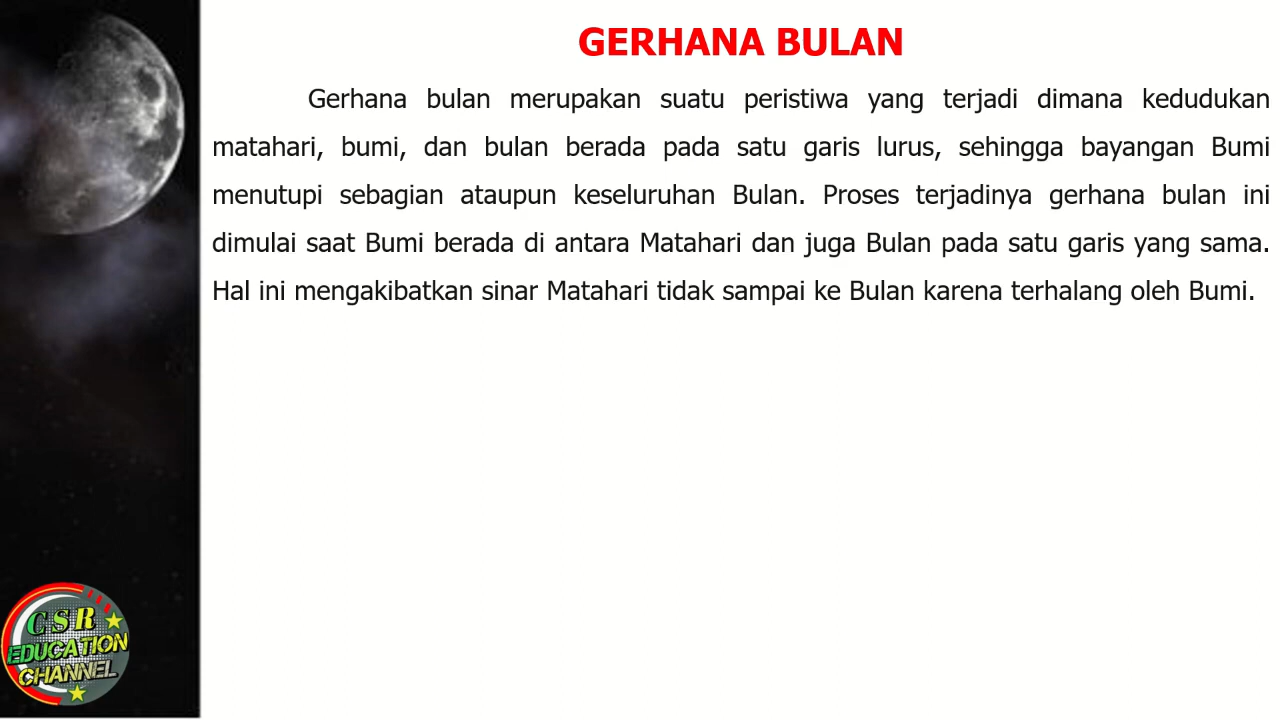 GERHANA BULAN
Gerhana bulan merupakan suatu peristiwa yang terjadi dimana kedudukan
matahari, bumi, dan bulan berada pada satu garis lurus, sehingga bayangan Bumi
menutupi sebagian ataupun keseluruhan Bulan. Proses terjadinya gerhana bulan ini
dimulai saat Bumi berada di antara Matahari dan juga Bulan pada satu garis yang sama.
Hal ini mengakibatkan sinar Matahari tidak sampai ke Bulan karena terhalang oleh Bumi.
CSR
EDUCATION
CHANNEL